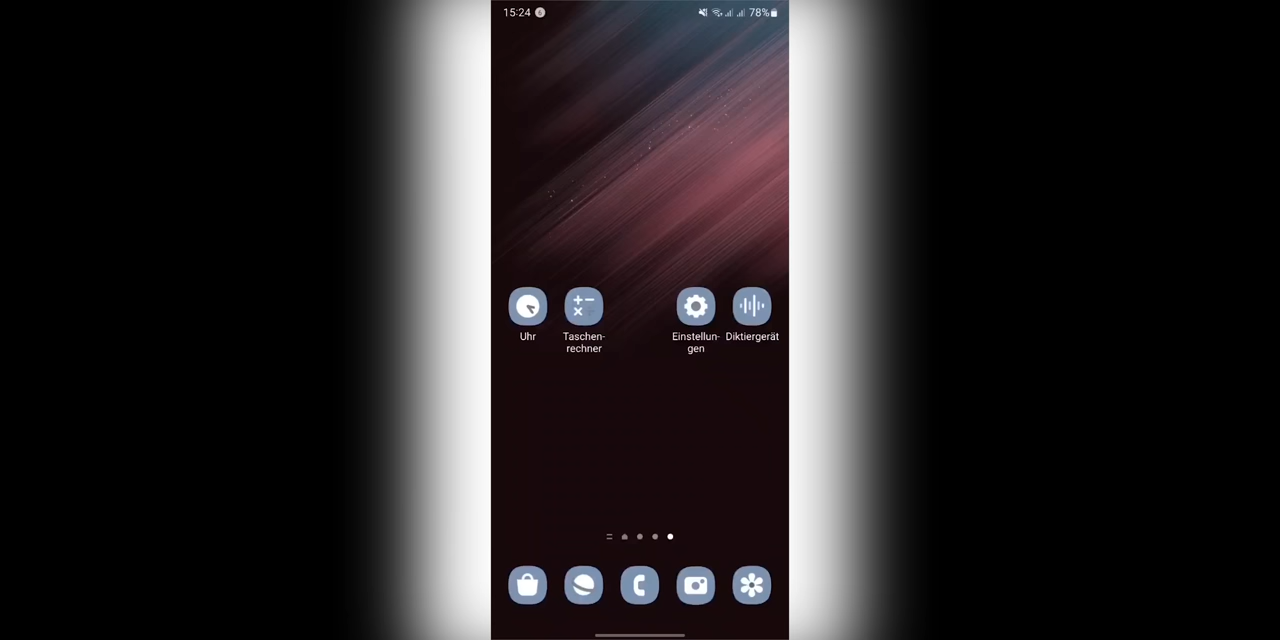 15:24
78%
Uhr
Taschen-
rechner
Einstellun-
gen
Diktiergerät